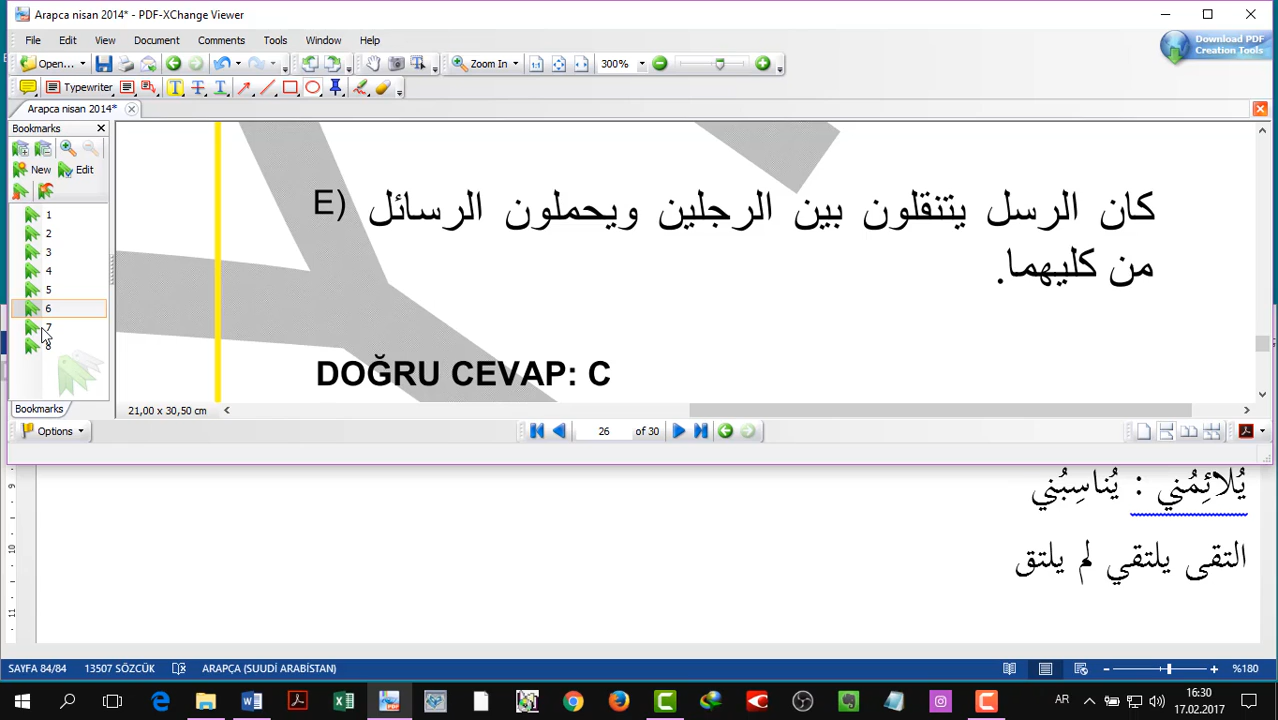 Arapca nisan 2014* - PDF-XChange Viewer
File Edit View Document Comments Tools Window Help
Download PDF
Creation Tools
Open... Zoom In 300%
Typewriter
Arapca nisan 2014*
Bookmarks
New Edit
1
2
3
4
5
6
7
8
Bookmarks
E) كان الرسل يتنقلون بين الرجلين ويحملون الرسائل
من كليهما.
DOĞRU CEVAP: C
21,00 x 30,50 cm
Options 26 of 30
يُلائِمُني : يُناسِبُني
التقى يلتقي لم يلتق
9
10
11
SAYFA 84/84 13507 SÖZCÜK ARAPÇA (SUUDİ ARABİSTAN) %180
AR 16:30
17.02.2017